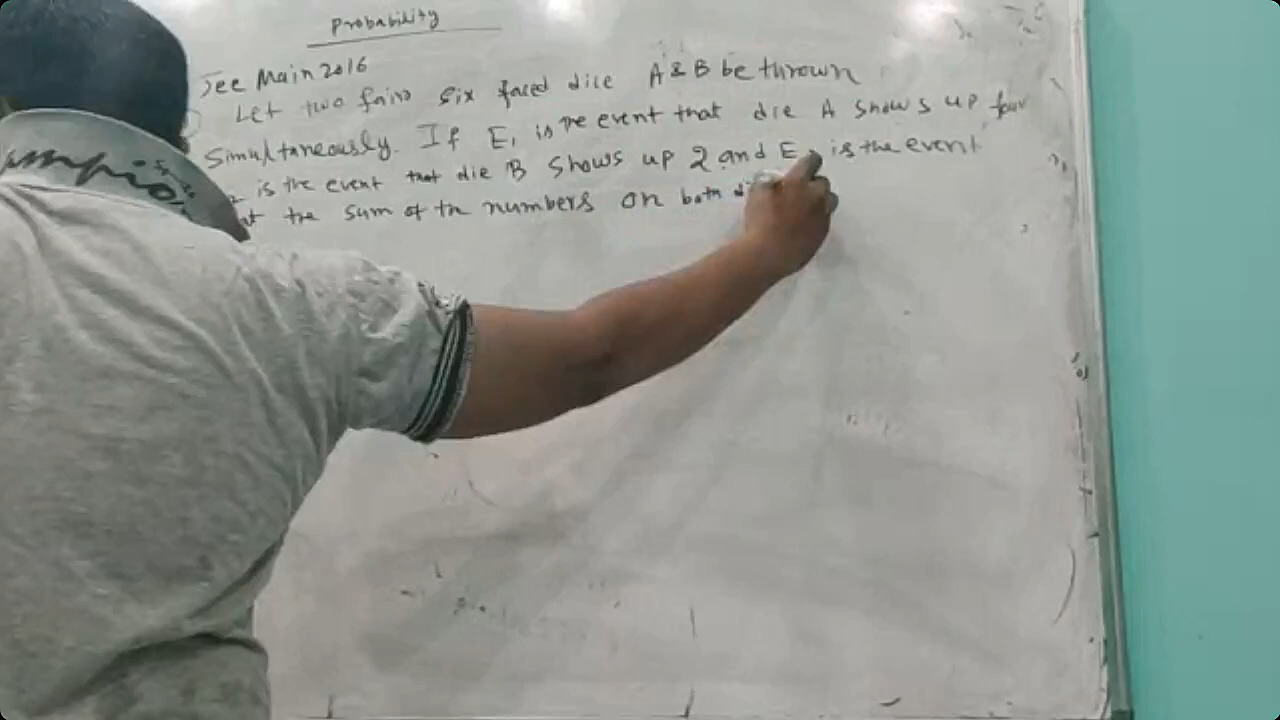 Probability
Jee Main 2016
Let two fair six faced dice A & B be thrown
Simultaneously. If E1 is the event that die A shows up four
2 is the event that die B shows up 2 and E is the event
the sum of the numbers on both